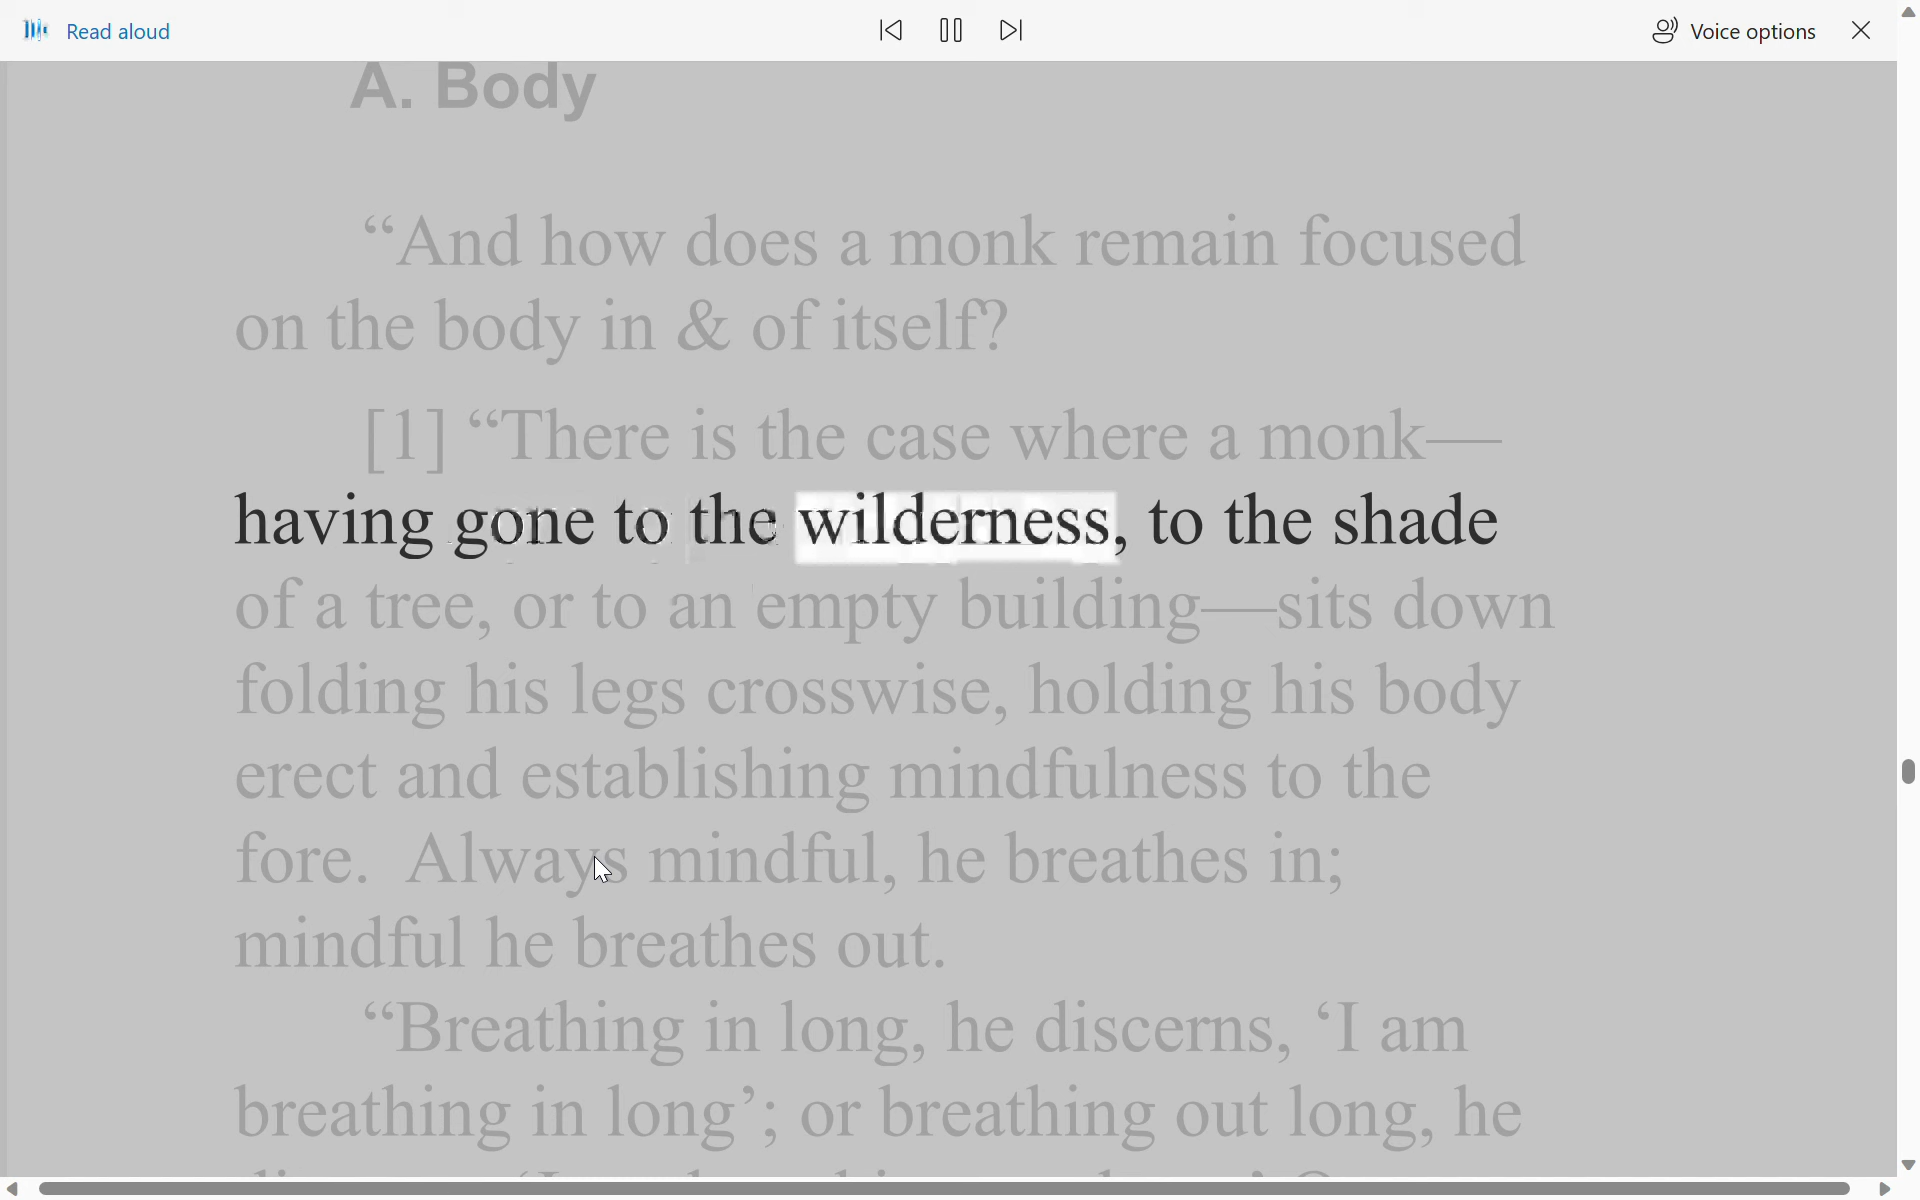 Read aloud
Voice options
A. Body
“And how does a monk remain focused
on the body in & of itself?
[1] “There is the case where a monk—
having gone to the wilderness, to the shade
of a tree, or to an empty building—sits down
folding his legs crosswise, holding his body
erect and establishing mindfulness to the
fore.  Always mindful, he breathes in;
mindful he breathes out.
“Breathing in long, he discerns, ‘I am
breathing in long’; or breathing out long, he